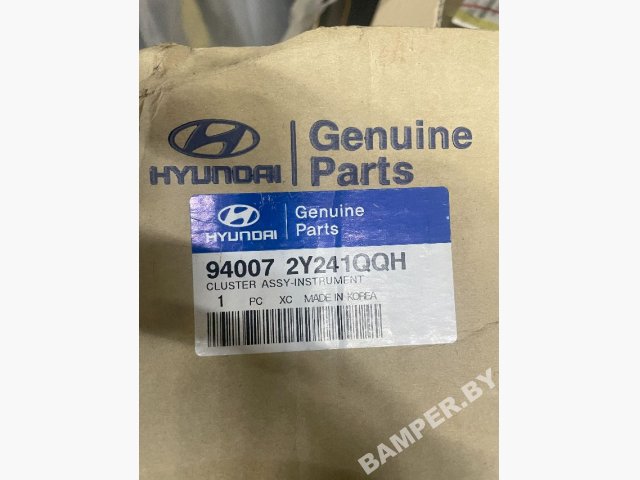 HYUNDAI
Genuine
Parts
HYUNDAI
Genuine
Parts
94007 2Y241QQH
CLUSTER ASSY-INSTRUMENT
1 PC XC MADE IN KOREA
BAMPER.BY